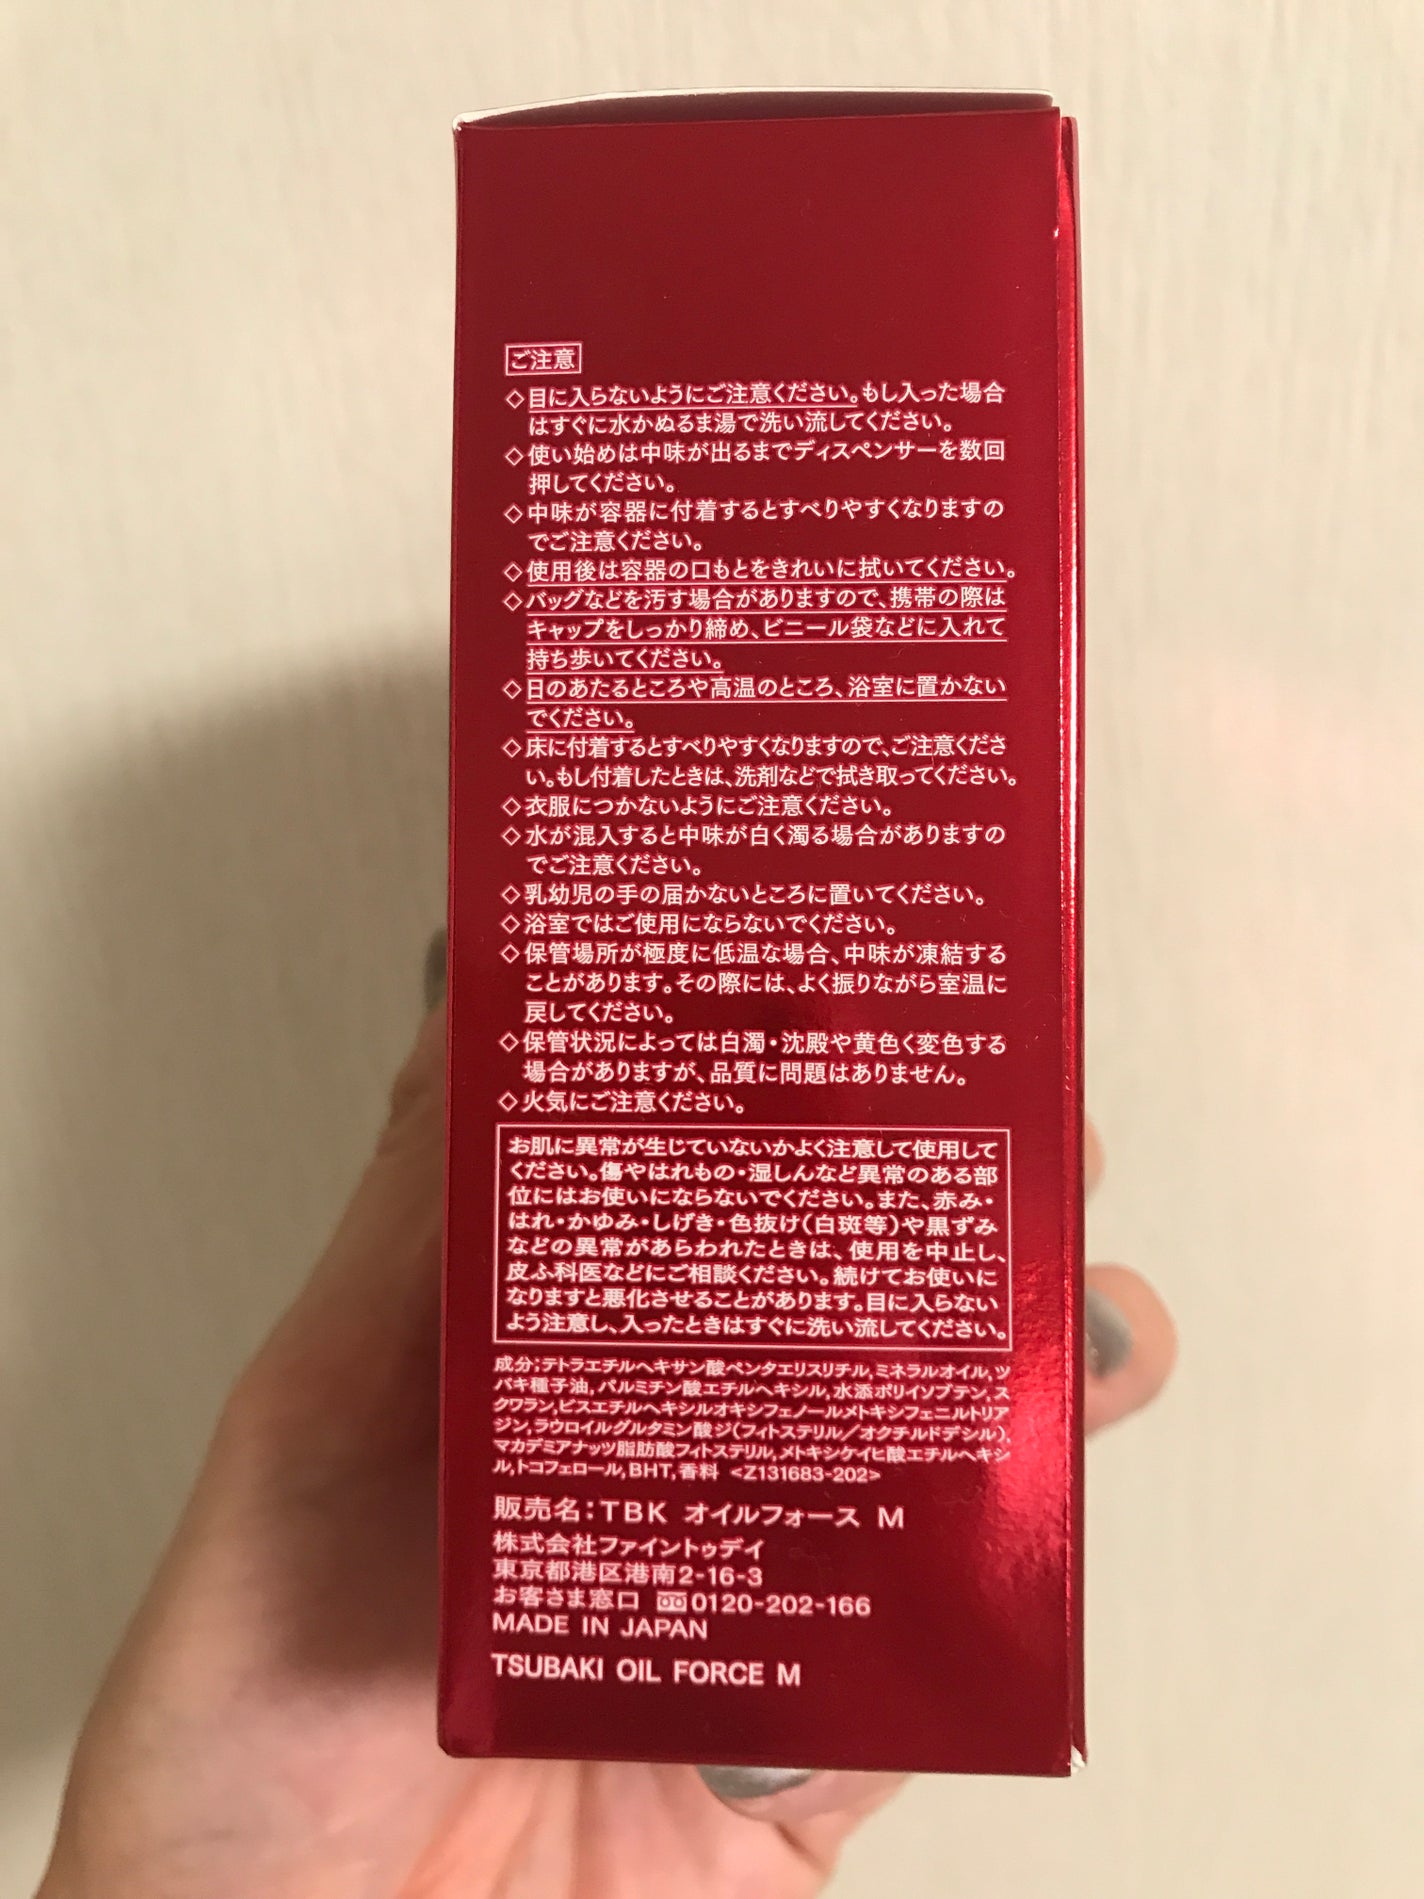 ご注意
◇目に入らないようにご注意ください。もし入った場合
はすぐに水かぬるま湯で洗い流してください。
◇使い始めは中味が出るまでディスペンサーを数回
押してください。
◇中味が容器に付着するとすべりやすくなりますの
でご注意ください。
◇使用後は容器の口もとをきれいに拭いてください。
◇バッグなどを汚す場合がありますので、携帯の際は
キャップをしっかり締め、ビニール袋などに入れて
持ち歩いてください。
◇日のあたるところや高温のところ、浴室に置かない
でください。
◇床に付着するとすべりやすくなりますので、ご注意くださ
い。もし付着したときは、洗剤などで拭き取ってください。
◇衣服につかないようにご注意ください。
◇水が混入すると中味が白く濁る場合がありますの
でご注意ください。
◇乳幼児の手の届かないところに置いてください。
◇浴室ではご使用にならないでください。
◇保管場所が極度に低温な場合、中味が凍結する
ことがあります。その際には、よく振りながら室温に
戻してください。
◇保管状況によっては白濁・沈殿や黄色く変色する
場合がありますが、品質に問題はありません。
◇火気にご注意ください。
お肌に異常が生じていないかよく注意して使用して
ください。傷やはれもの・湿しんなど異常のある部
位にはお使いにならないでください。また、赤み・
はれ・かゆみ・しげき・色抜け(白斑等)や黒ずみ
などの異常があらわれたときは、使用を中止し、
皮ふ科医などにご相談ください。続けてお使いに
なりますと悪化させることがあります。目に入らない
よう注意し、入ったときはすぐに洗い流してください。
成分;テトラエチルヘキサン酸ペンタエリスリチル,ミネラルオイル,ツ
バキ種子油,パルミチン酸エチルヘキシル,水添ポリイソブテン,ス
クワラン,ビスエチルヘキシルオキシフェノールメトキシフェニルトリア
ジン,ラウロイルグルタミン酸ジ(フィトステリル/オクチルドデシル),
マカデミアナッツ脂肪酸フィトステリル,メトキシケイヒ酸エチルヘキシ
ル,トコフェロール,BHT,香料 <Z131683-202>
販売名:TBK オイルフォース M
株式会社ファイントゥデイ
東京都港区港南2-16-3
お客さま窓口 0120-202-166
MADE IN JAPAN
TSUBAKI OIL FORCE M